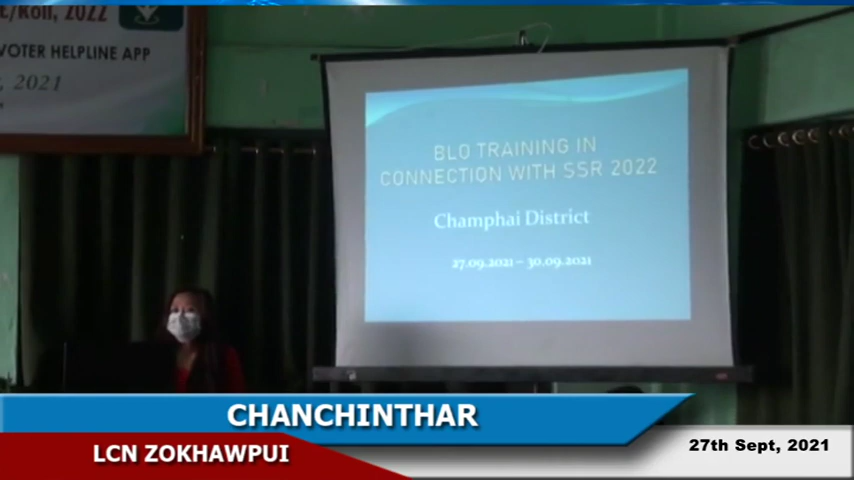 2022
VOTER HELPLINE APP
2021
BLO TRAINING IN
CONNECTION WITH SSR 2022
Champhai District
27.09.2021 – 30.09.2021
CHANCHINTHAR
LCN ZOKHAWPUI
27th Sept, 2021